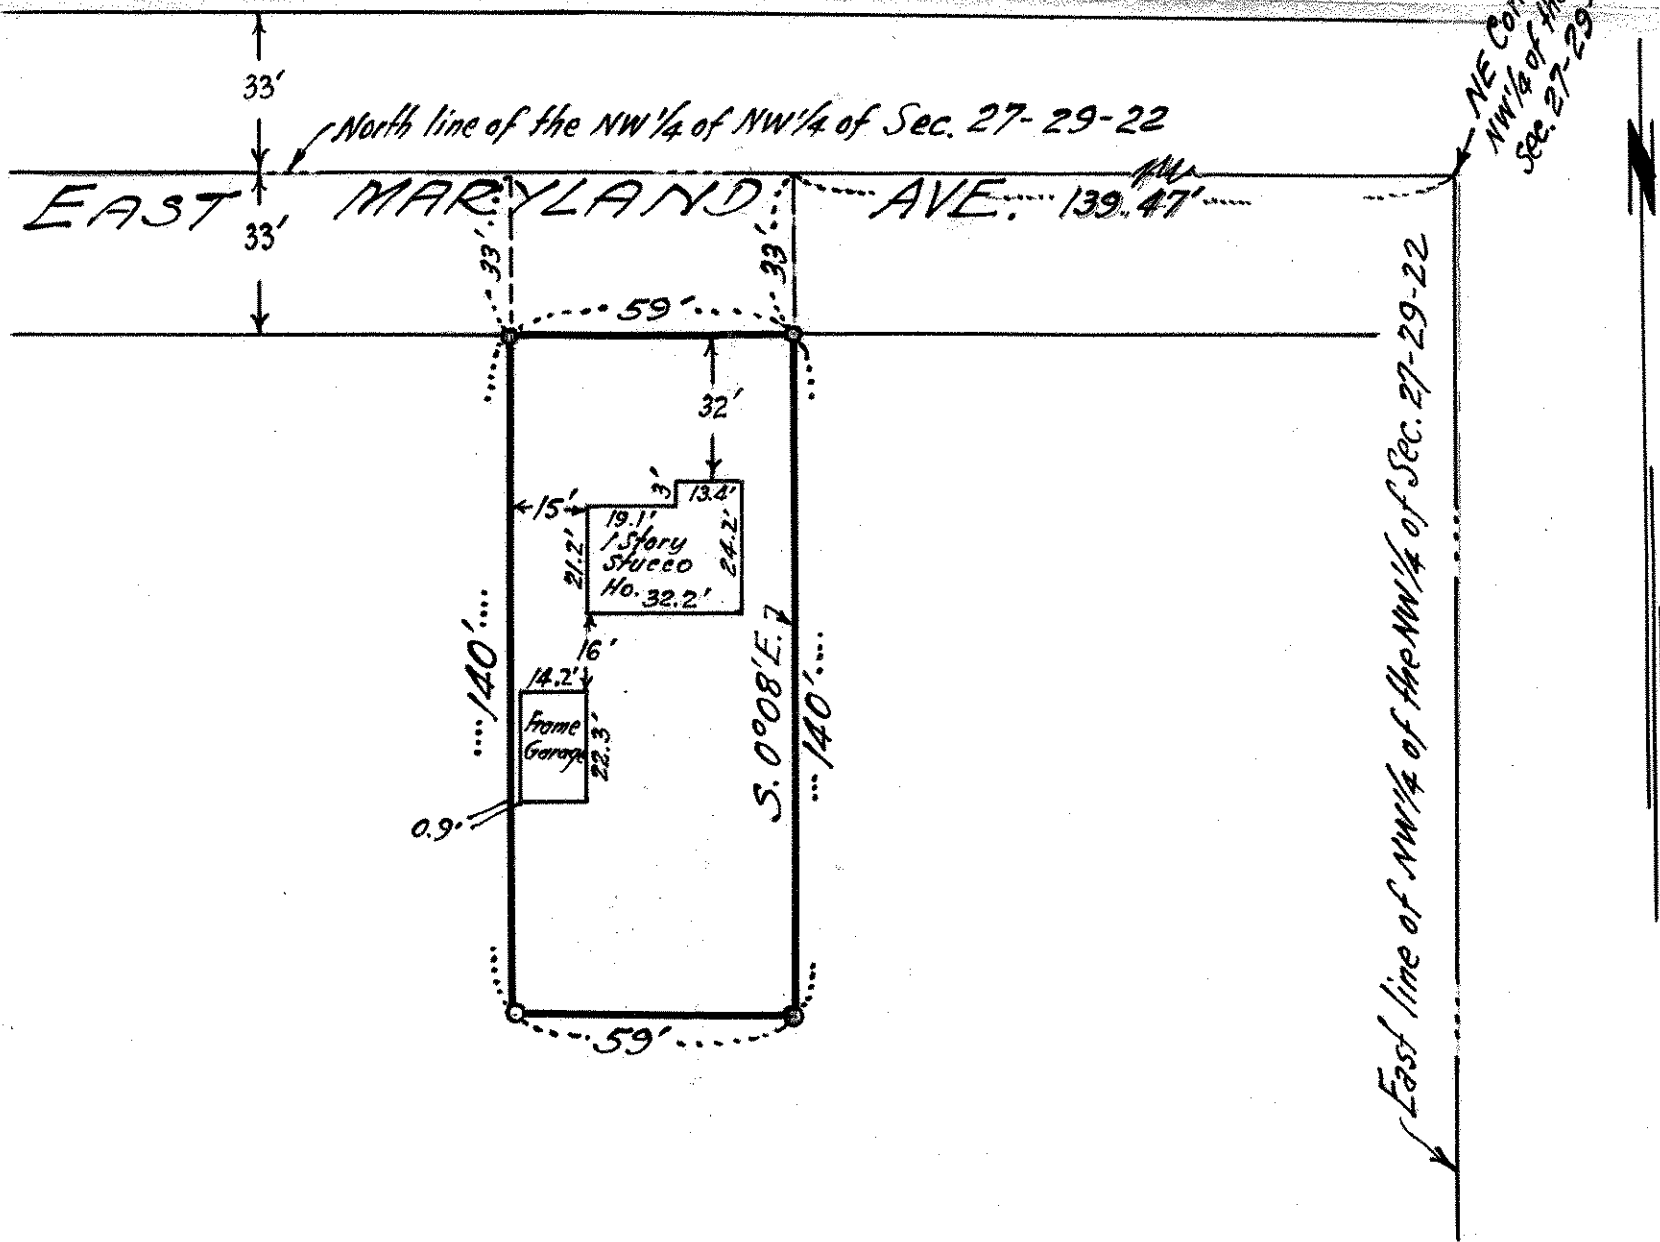 33'
North line of the NW¼ of NW¼ of Sec. 27-29-22
NE
NW¼ of the
Sec. 27-29-
EAST MARYLAND AVE. 139.47'
33'
33'
33'
59'
32'
3'
13.4'
15'
19.1'
1 Story
Stucco
Ho.
32.2'
21.2'
24.2'
16'
14.2'
Frame
Garage
22.3'
0.9'
140'
S. 0°08' E.
140'
59'
East line of NW¼ of the NW¼ of Sec. 27-29-22